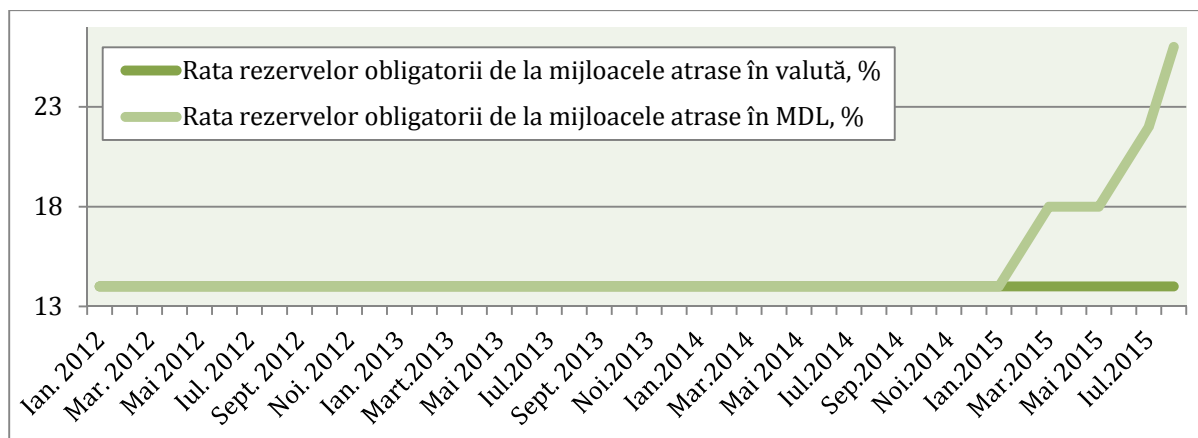 Rata rezervelor obligatorii de la mijloacele atrase în valută, %
Rata rezervelor obligatorii de la mijloacele atrase în MDL, %
23
18
13
Ian. 2012
Mar. 2012
Mai 2012
Iul. 2012
Sept. 2012
Noi. 2012
Ian. 2013
Mart.2013
Mai 2013
Iul.2013
Sept. 2013
Noi.2013
Ian.2014
Mar.2014
Mai 2014
Iul.2014
Sep.2014
Noi.2014
Ian.2015
Mar.2015
Mai 2015
Iul.2015